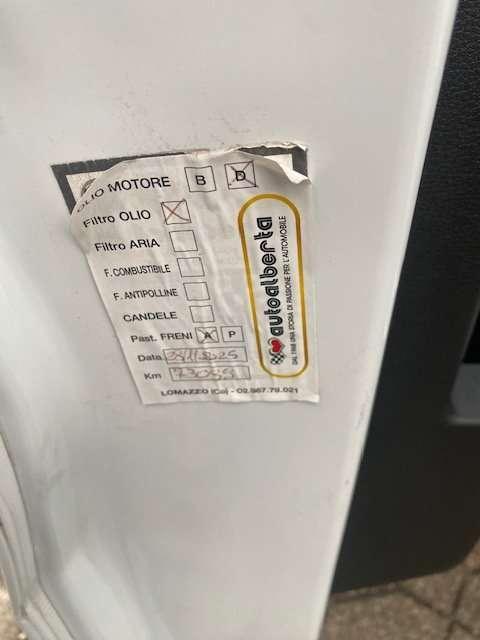 OLIO MOTORE B D
Filtro OLIO
Filtro ARIA
F. COMBUSTIBILE
F. ANTIPOLLINE
CANDELE
Past. FRENI A P
Data
Km
LOMAZZO (Co) - 02.967.79.021
autoalberta
DAL 1968 UNA STORIA DI PASSIONE PER L'AUTOMOBILE